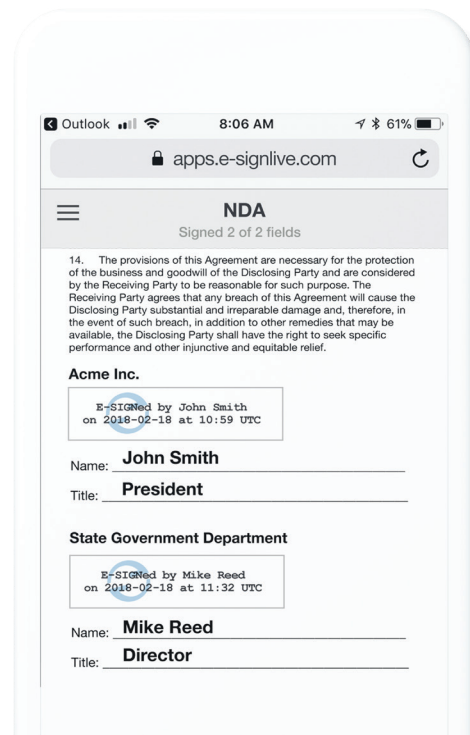 Outlook 8:06 AM 61%
apps.e-signlive.com
NDA
Signed 2 of 2 fields
14. The provisions of this Agreement are necessary for the protection
of the business and goodwill of the Disclosing Party and are considered
by the Receiving Party to be reasonable for such purpose. The
Receiving Party agrees that any breach of this Agreement will cause the
Disclosing Party substantial and irreparable damage and, therefore, in
the event of such breach, in addition to other remedies that may be
available, the Disclosing Party shall have the right to seek specific
performance and other injunctive and equitable relief.
Acme Inc.
E-SIGNed by John Smith
on 2018-02-18 at 10:59 UTC
Name: John Smith
Title: President
State Government Department
E-SIGNed by Mike Reed
on 2018-02-18 at 11:32 UTC
Name: Mike Reed
Title: Director